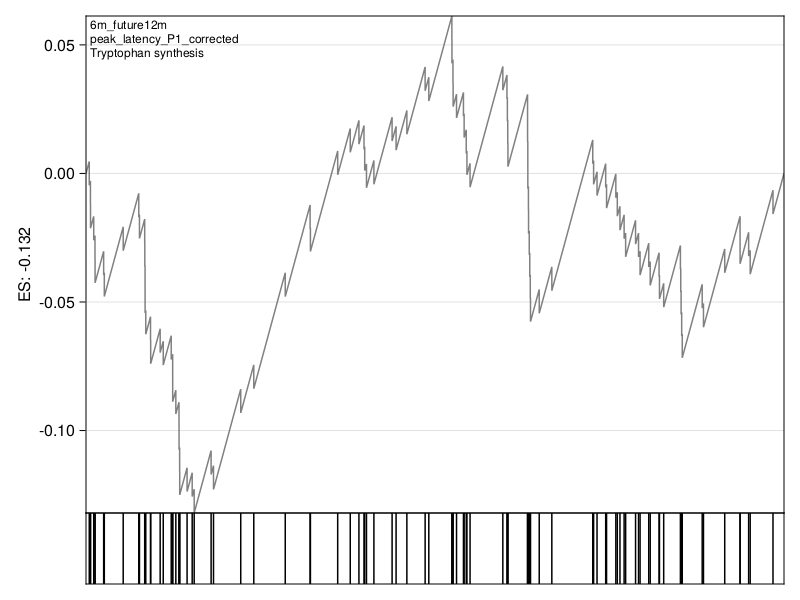 6m_future12m
peak_latency_P1_corrected
Tryptophan synthesis
0.05
0.00
-0.05
-0.10
ES: -0.132